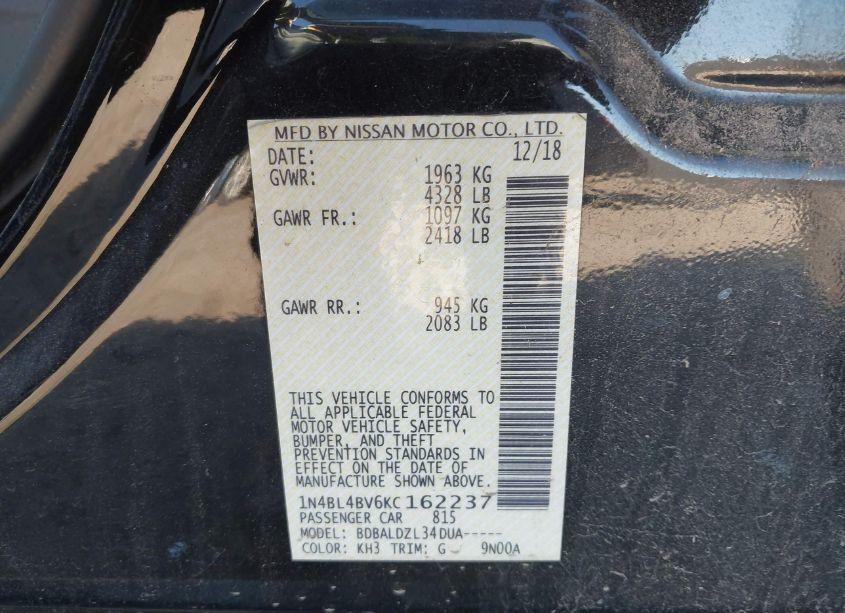 MFD BY NISSAN MOTOR CO., LTD.
DATE: 12/18
GVWR: 1963 KG
4328 LB
GAWR FR.: 1097 KG
2418 LB
GAWR RR.: 945 KG
2083 LB
THIS VEHICLE CONFORMS TO
ALL APPLICABLE FEDERAL
MOTOR VEHICLE SAFETY,
BUMPER, AND THEFT
PREVENTION STANDARDS IN
EFFECT ON THE DATE OF
MANUFACTURE SHOWN ABOVE.
1N4BL4BV6KC162237
PASSENGER CAR 815
MODEL: BDBALDZL34DUA-----
COLOR: KH3 TRIM: G 9N00A